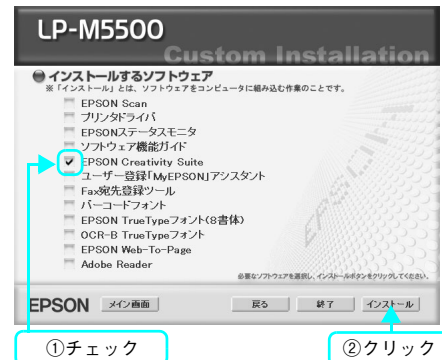 LP-M5500
Custom Installation
インストールするソフトウェア
※「インストール」とは、ソフトウェアをコンピュータに組み込む作業のことです。
EPSON Scan
プリンタドライバ
EPSONステータスモニタ
ソフトウェア機能ガイド
EPSON Creativity Suite
ユーザー登録「MyEPSON」アシスタント
Fax宛先登録ツール
バーコードフォント
EPSON TrueTypeフォント(8書体)
OCR-B TrueTypeフォント
EPSON Web-To-Page
Adobe Reader
EPSON
必要なソフトウェアを選択し、インストールボタンをクリックしてください。
EPSON メイン画面 戻る 終了 インストール
①チェック ②クリック